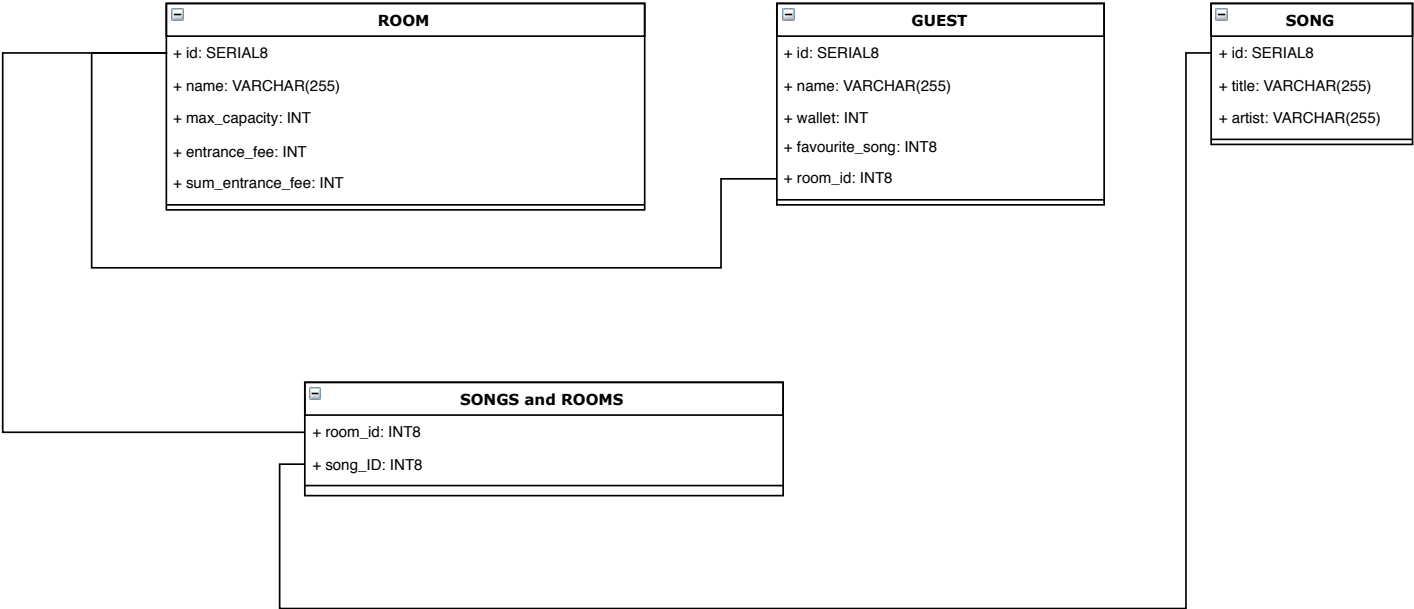 ROOM
+ id: SERIAL8
+ name: VARCHAR(255)
+ max_capacity: INT
+ entrance_fee: INT
+ sum_entrance_fee: INT
GUEST
+ id: SERIAL8
+ name: VARCHAR(255)
+ wallet: INT
+ favourite_song: INT8
+ room_id: INT8
SONG
+ id: SERIAL8
+ title: VARCHAR(255)
+ artist: VARCHAR(255)
SONGS and ROOMS
+ room_id: INT8
+ song_ID: INT8